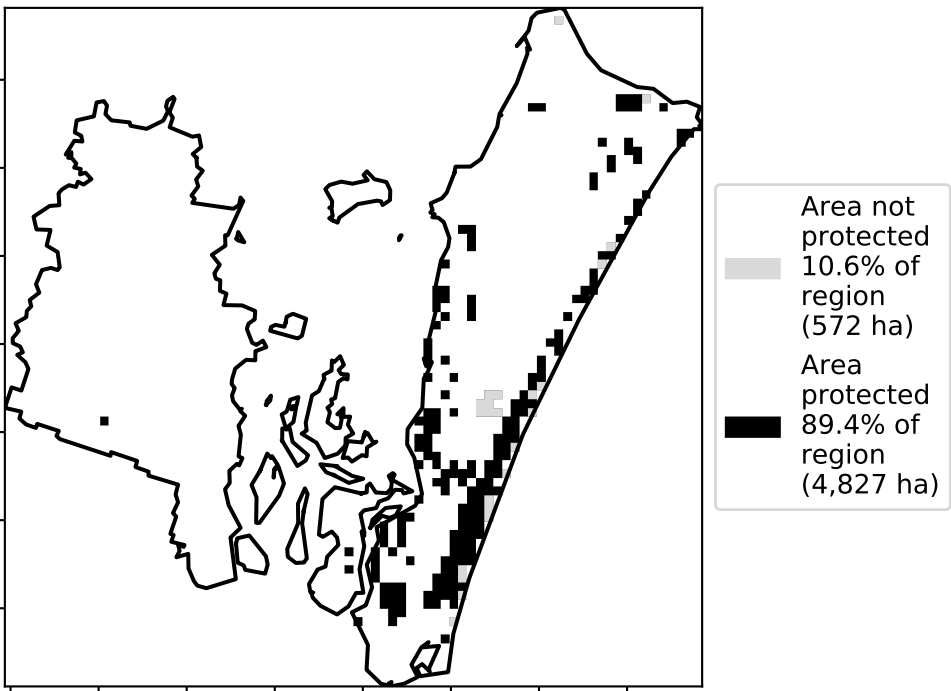 Area not
protected
10.6% of
region
(572 ha)
Area
protected
89.4% of
region
(4,827 ha)